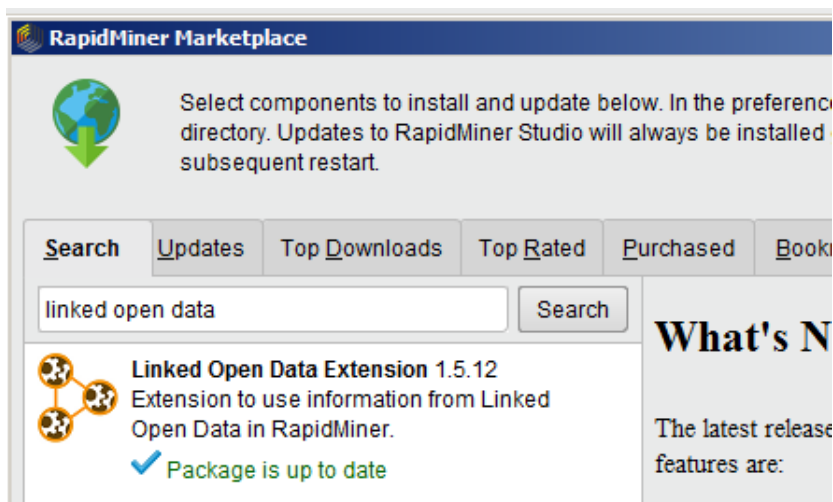 RapidMiner Marketplace
Select components to install and update below. In the preference
directory. Updates to RapidMiner Studio will always be installed
subsequent restart.
Search Updates Top Downloads Top Rated Purchased
linked open data Search
What's
Linked Open Data Extension 1.5.12
Extension to use information from Linked
Open Data in RapidMiner.
The latest release
Package is up to date
features are: